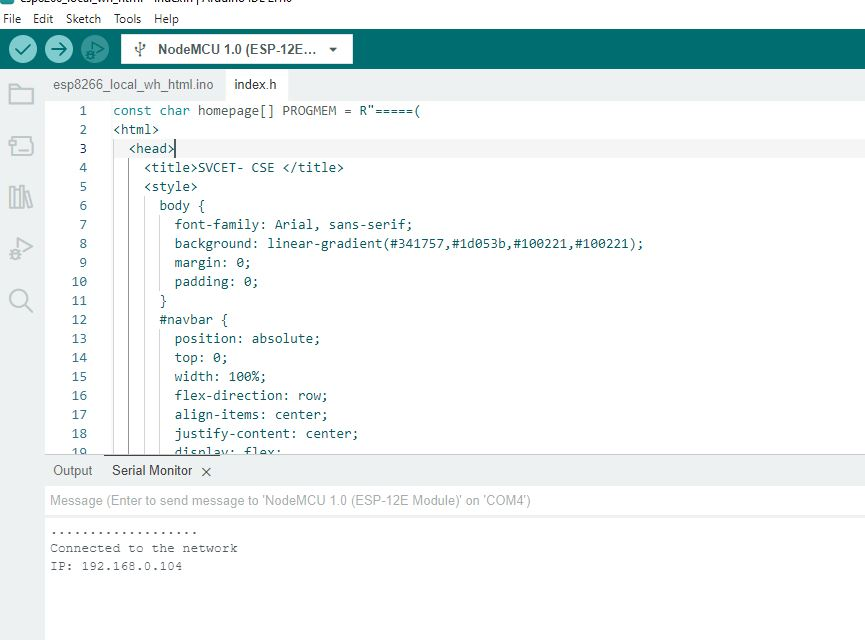 File Edit Sketch Tools Help
NodeMCU 1.0 (ESP-12E...
esp8266_local_wh_html.ino index.h
1 const char homepage[] PROGMEM = R"=====(
2 <html>
3 <head>
4 <title>SVCET- CSE </title>
5 <style>
6 body {
7 font-family: Arial, sans-serif;
8 background: linear-gradient(#341757,#1d053b,#100221,#100221);
9 margin: 0;
10 padding: 0;
11 }
12 #navbar {
13 position: absolute;
14 top: 0;
15 width: 100%;
16 flex-direction: row;
17 align-items: center;
18 justify-content: center;
19 display: flex;
Output Serial Monitor
Message (Enter to send message to 'NodeMCU 1.0 (ESP-12E Module)' on 'COM4')
...................
Connected to the network
IP: 192.168.0.104